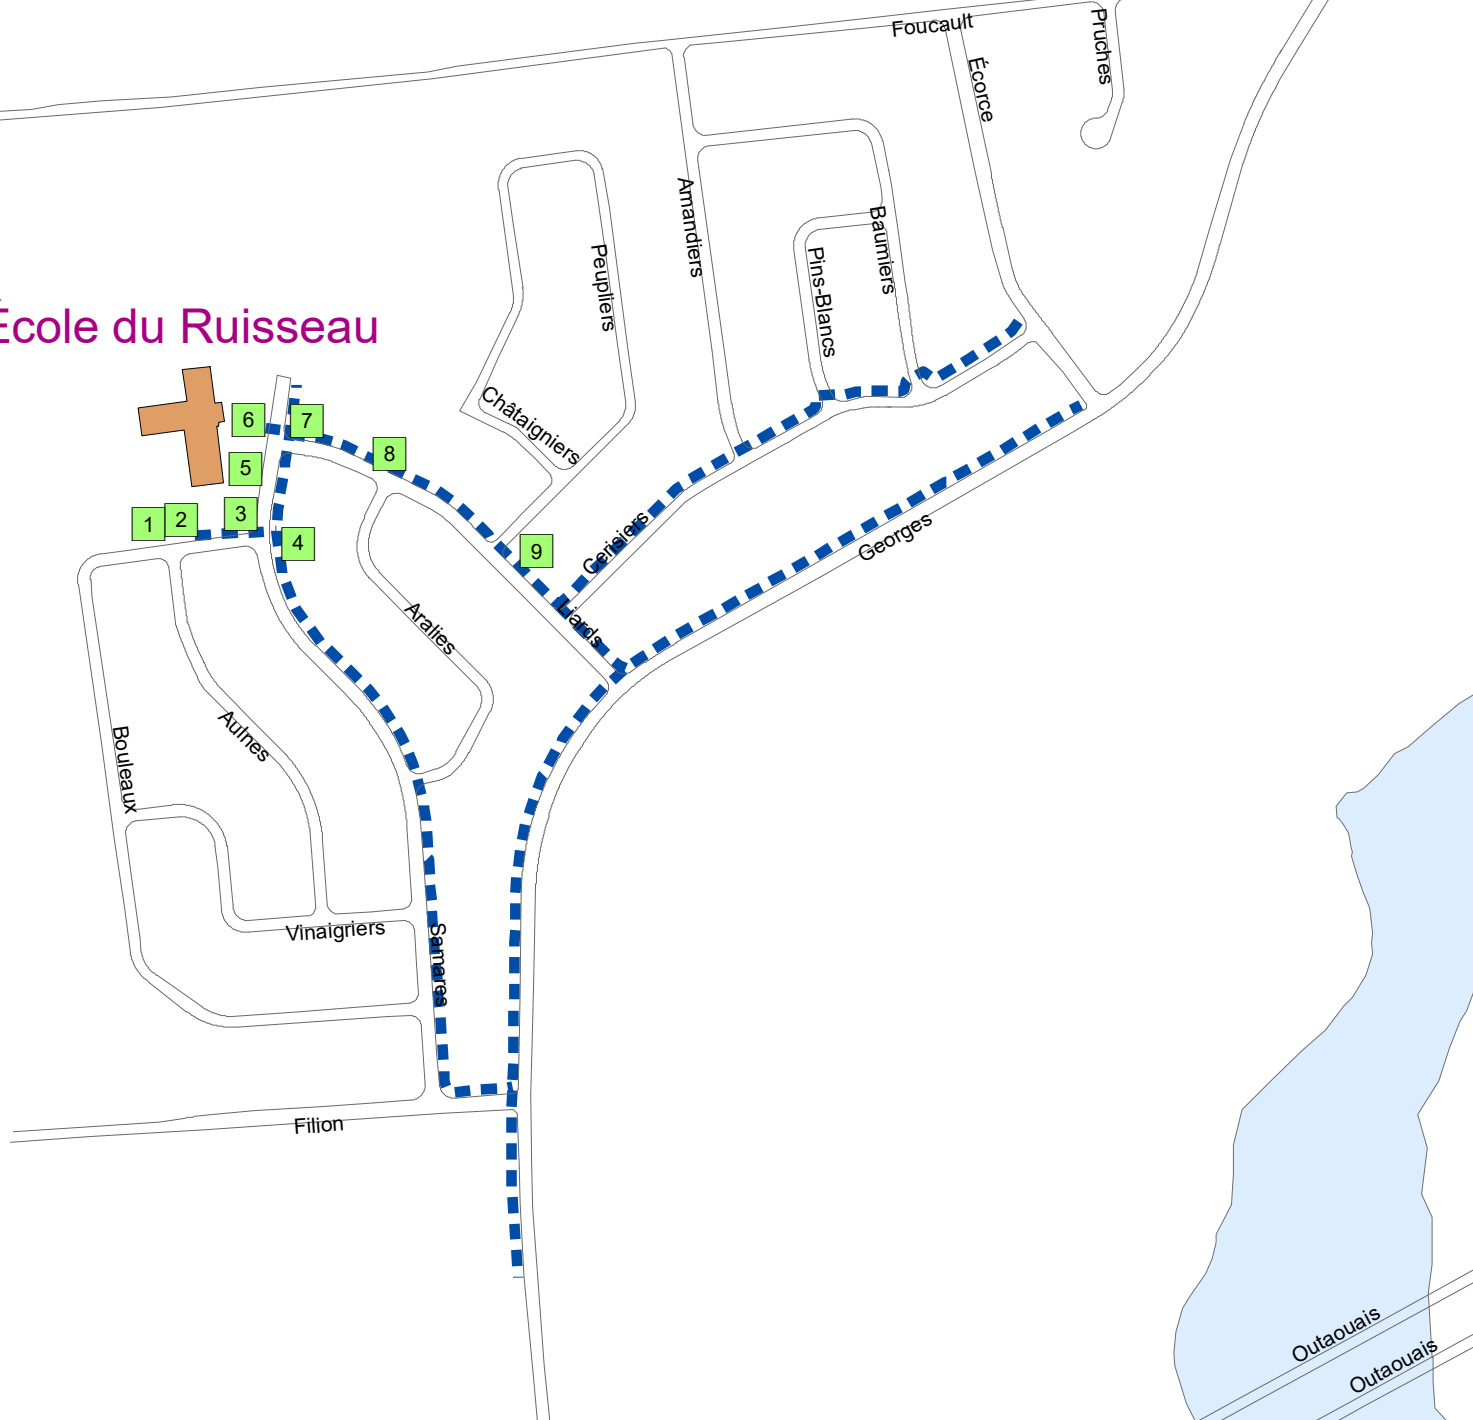 Foucault
Pruches
Écorce
Amandiers
Baumiers
Pins-Blancs
Peupliers
École du Ruisseau
Châtaigniers
6
7
8
5
3
1
2
4
9
Cerisiers
Georges
Liards
Aralies
Aulnes
Bouleaux
Vinaigriers
Samares
Filion
Outaouais
Outaouais